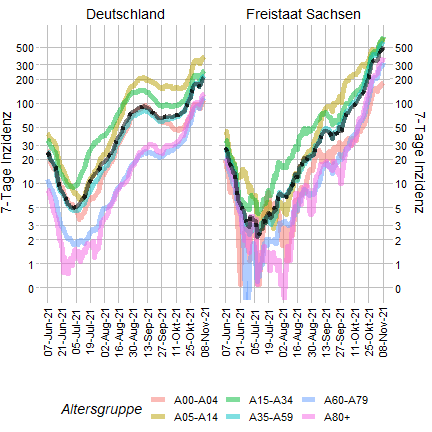 Deutschland
Freistaat Sachsen
7- Tage Inzidenz
500
300
200
100
50
30
20
10
5
3
2
1
0
500
300
200
100
50
30
20
10
5
3
2
1
0
7- Tage Inzidenz
07-Jun-21
21-Jun-21
05-Jul-21
19-Jul-21
02-Aug-21
16-Aug-21
30-Aug-21
13-Sep-21
27-Sep-21
11-Okt-21
25-Okt-21
08-Nov-21
07-Jun-21
21-Jun-21
05-Jul-21
19-Jul-21
02-Aug-21
16-Aug-21
30-Aug-21
13-Sep-21
27-Sep-21
11-Okt-21
25-Okt-21
08-Nov-21
Altersgruppe
A00-A04
A15-A34
A60-A79
A05-A14
A35-A59
A80+